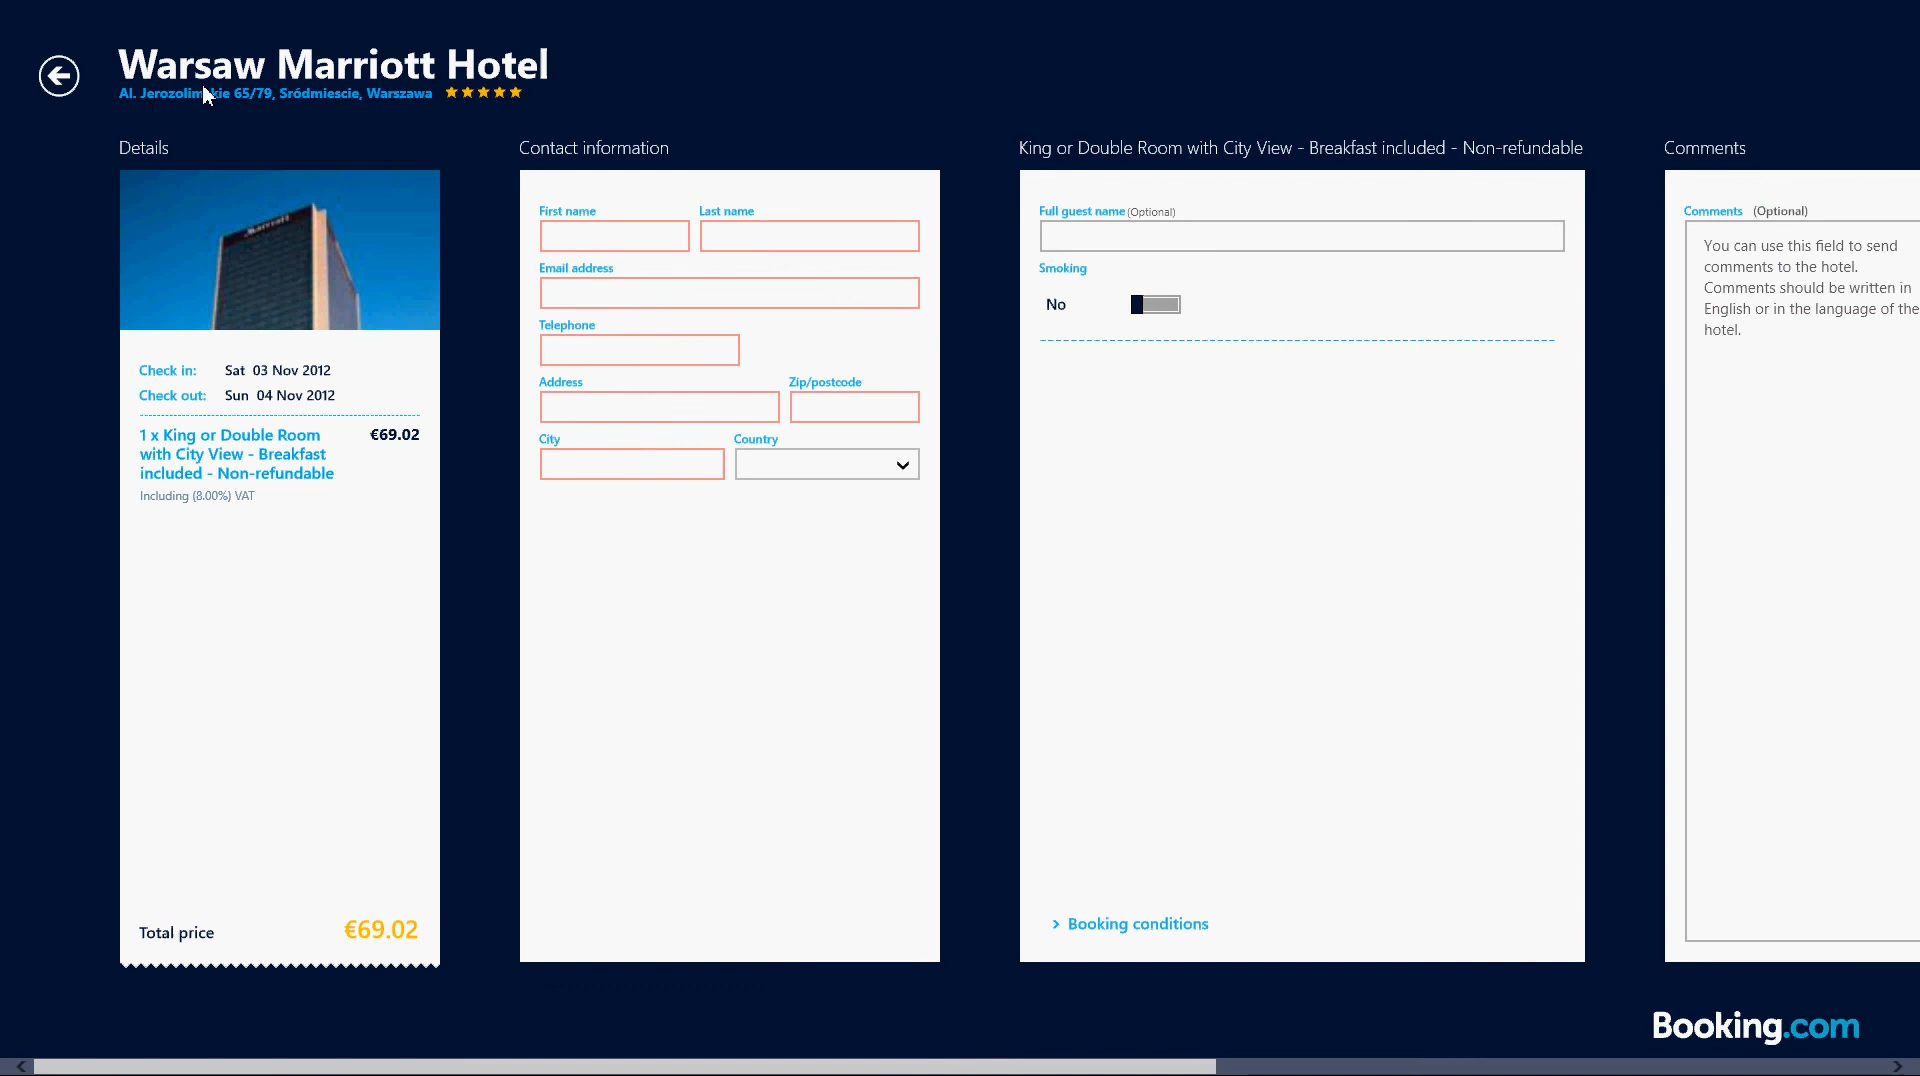 Warsaw Marriott Hotel
Al. Jerozolimskie 65/79, Sródmiescie, Warszawa
Details
Contact information
King or Double Room with City View - Breakfast included - Non-refundable
Comments
Marriott
Check in: Sat 03 Nov 2012
Check out: Sun 04 Nov 2012
1 x King or Double Room €69.02
with City View - Breakfast
included - Non-refundable
Including (8.00%) VAT
Total price €69.02
First name Last name
Email address
Telephone
Address Zip/postcode
City Country
Full guest name (Optional)
Smoking
No
Booking conditions
Comments (Optional)
You can use this field to send
comments to the hotel.
Comments should be written in
English or in the language of the
hotel.
Booking.com